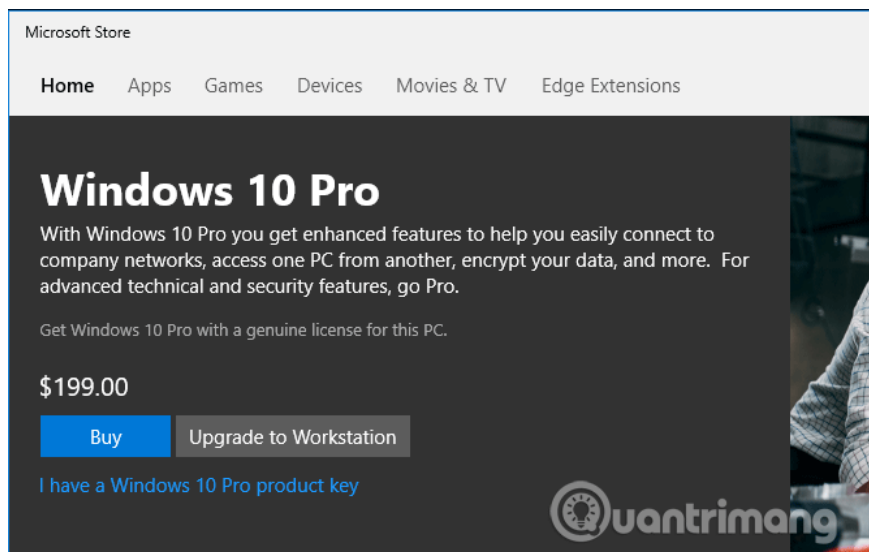 Microsoft Store
Home Apps Games Devices Movies & TV Edge Extensions
Windows 10 Pro
With Windows 10 Pro you get enhanced features to help you easily connect to
company networks, access one PC from another, encrypt your data, and more. For
advanced technical and security features, go Pro.
Get Windows 10 Pro with a genuine license for this PC.
$199.00
Buy Upgrade to Workstation
I have a Windows 10 Pro product key
Quantrimang